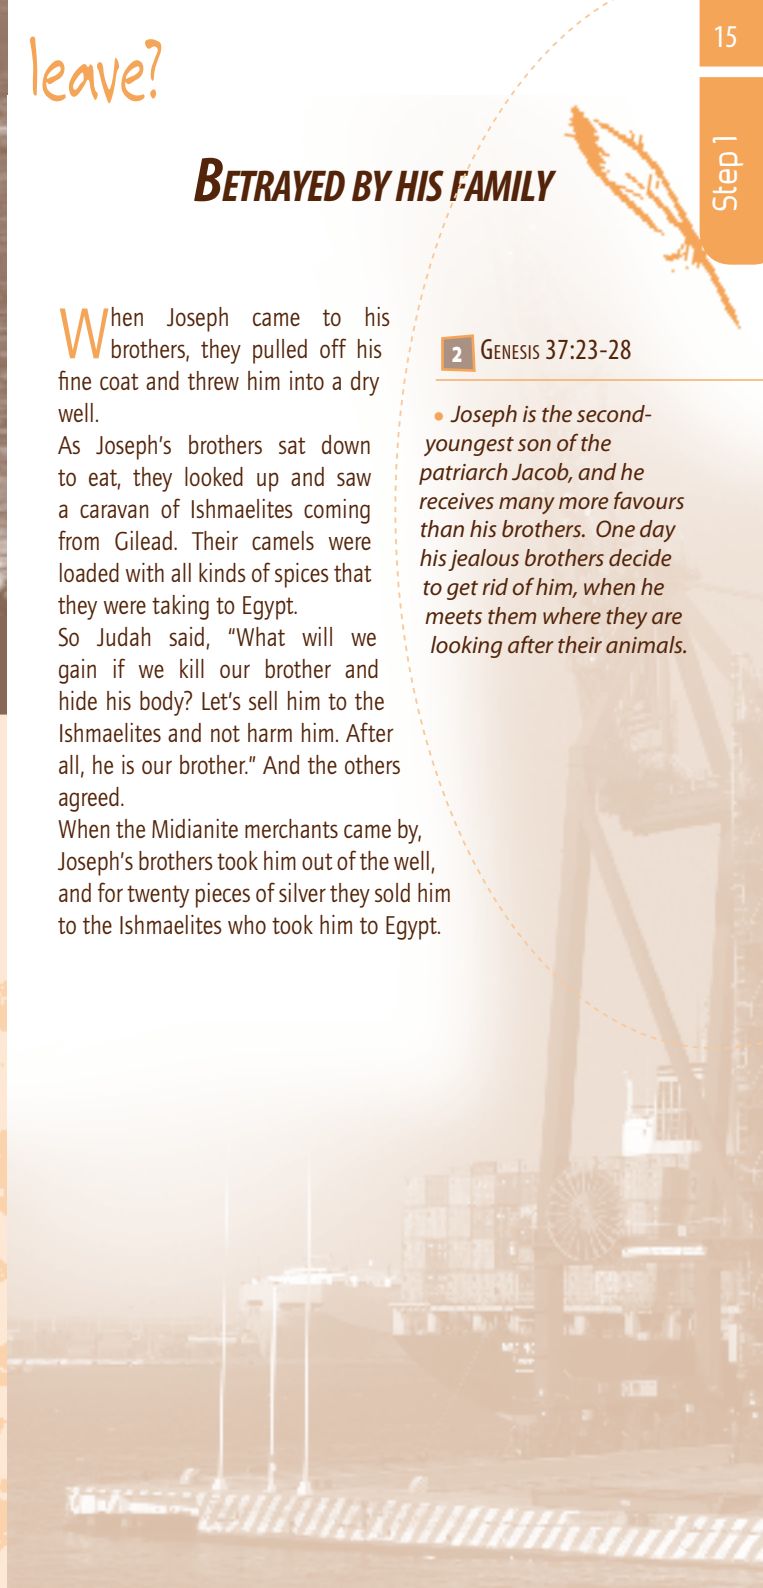 leave?
15
Step 1
BETRAYED BY HIS FAMILY
When Joseph came to his
brothers, they pulled off his
fine coat and threw him into a dry
well.
As Joseph's brothers sat down
to eat, they looked up and saw
a caravan of Ishmaelites coming
from Gilead. Their camels were
loaded with all kinds of spices that
they were taking to Egypt.
So Judah said, “What will we
gain if we kill our brother and
hide his body? Let's sell him to the
Ishmaelites and not harm him. After
all, he is our brother.” And the others
agreed.
When the Midianite merchants came by,
Joseph's brothers took him out of the well,
and for twenty pieces of silver they sold him
to the Ishmaelites who took him to Egypt.
2 GENESIS 37:23-28
• Joseph is the second-
youngest son of the
patriarch Jacob, and he
receives many more favours
than his brothers. One day
his jealous brothers decide
to get rid of him, when he
meets them where they are
looking after their animals.